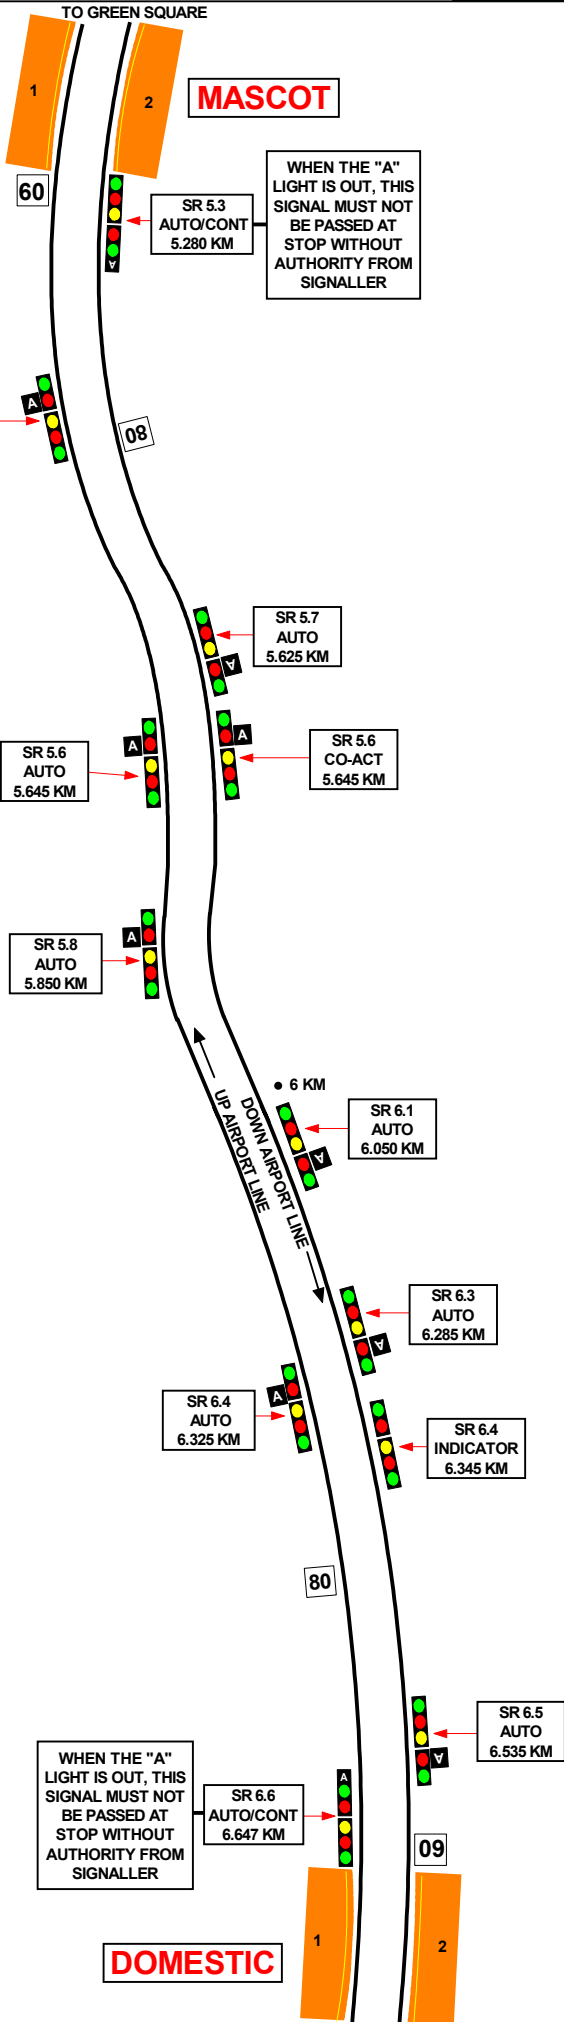 TO GREEN SQUARE
1
2
MASCOT
60
SR 5.3
AUTO/CONT
5.280 KM
WHEN THE "A"
LIGHT IS OUT, THIS
SIGNAL MUST NOT
BE PASSED AT
STOP WITHOUT
AUTHORITY FROM
SIGNALLER
A
A
80
SR 5.7
AUTO
5.625 KM
A
A
SR 5.6
CO-ACT
5.645 KM
A
SR 5.6
AUTO
5.645 KM
A
SR 5.8
AUTO
5.850 KM
6 KM
UP AIRPORT LINE
DOWN AIRPORT LINE
SR 6.1
AUTO
6.050 KM
A
SR 6.3
AUTO
6.285 KM
A
A
SR 6.4
AUTO
6.325 KM
SR 6.4
INDICATOR
6.345 KM
80
SR 6.5
AUTO
6.535 KM
A
WHEN THE "A"
LIGHT IS OUT, THIS
SIGNAL MUST NOT
BE PASSED AT
STOP WITHOUT
AUTHORITY FROM
SIGNALLER
SR 6.6
AUTO/CONT
6.647 KM
A
60
1
2
DOMESTIC